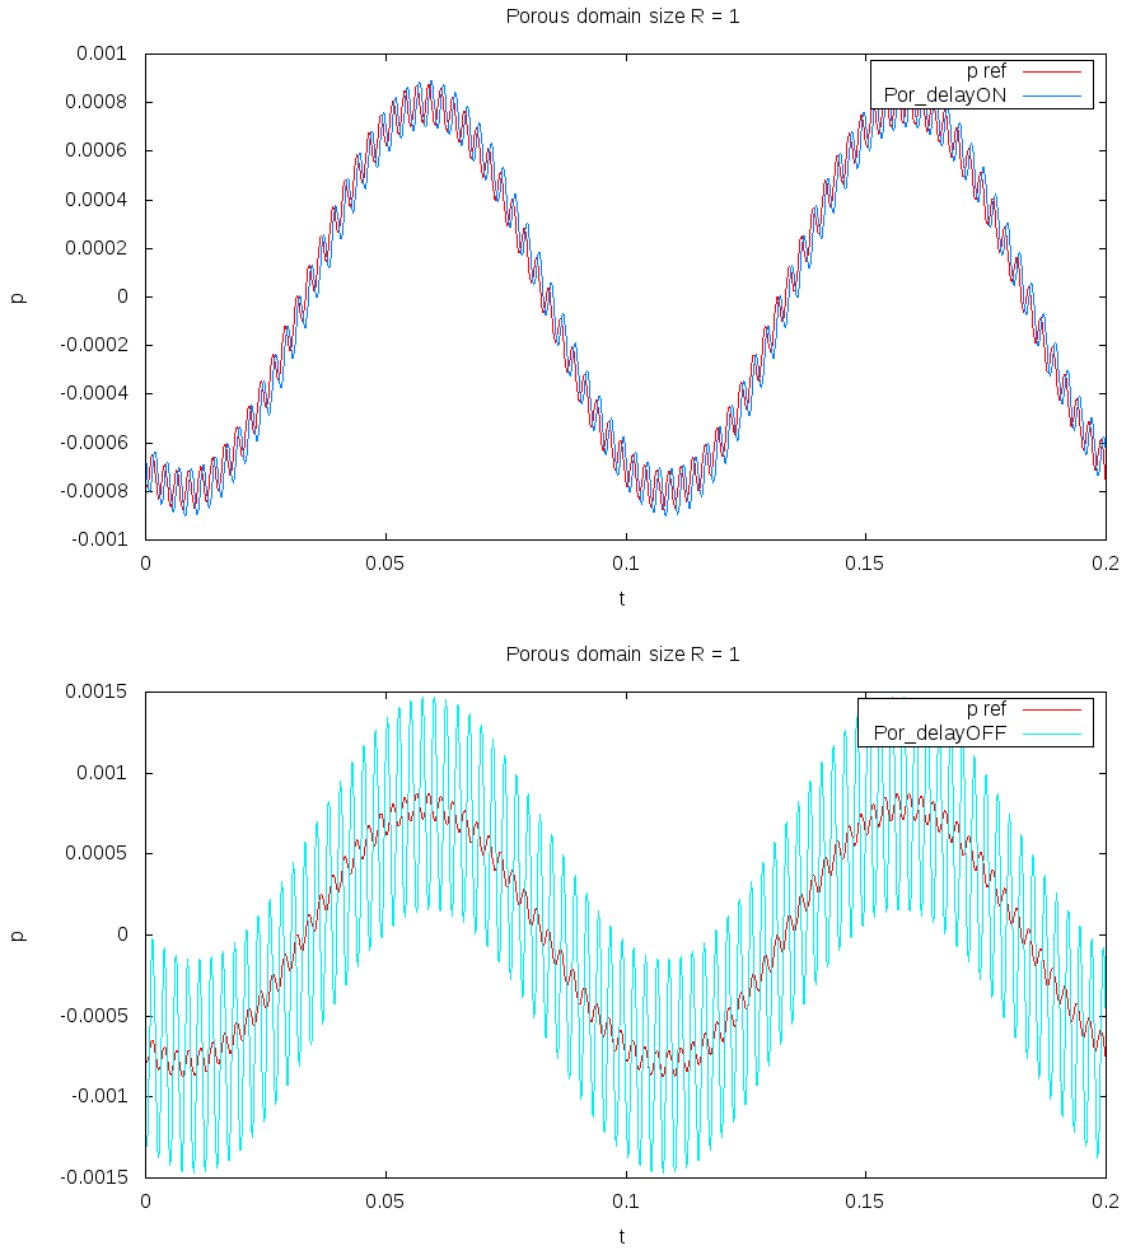 Porous domain size R = 1
0.001
p ref
0.0008
Por_delayON
0.0006
0.0004
0.0002
0
p
-0.0002
-0.0004
-0.0006
-0.0008
-0.001
0 0.05 0.1 0.15 0.2
t
Porous domain size R = 1
0.0015
p ref
Por_delayOFF
0.001
0.0005
0
p
-0.0005
-0.001
-0.0015
0 0.05 0.1 0.15 0.2
t